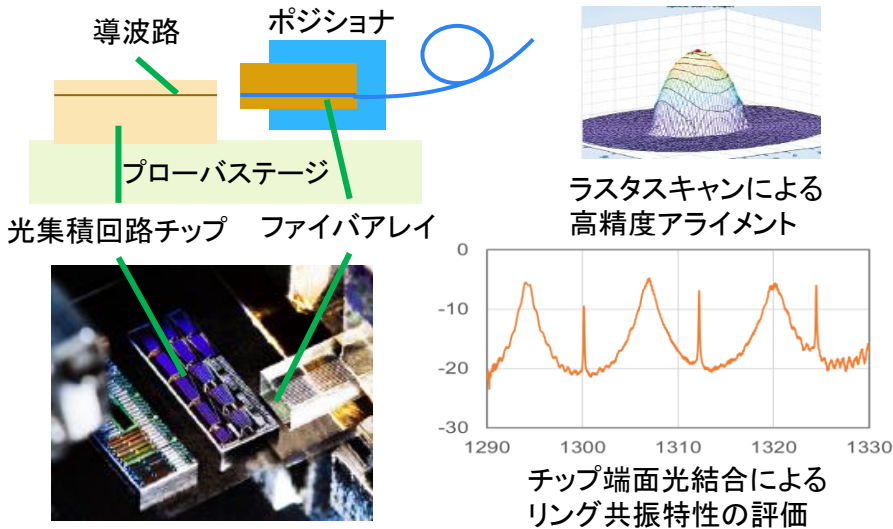 導波路
ポジショナ
プローバステージ
光集積回路チップ
ファイバアレイ
ラスタスキャンによる
高精度アライメント
0
-10
-20
-30
1290
1300
1310
1320
1330
チップ端面光結合による
リング共振特性の評価